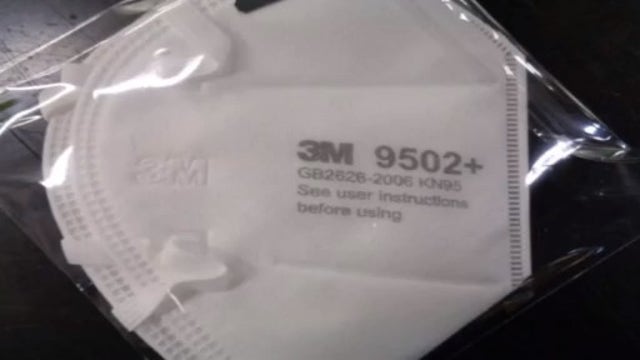 3M
3M 9502+
GB2626-2006 KN95
See user instructions
before using